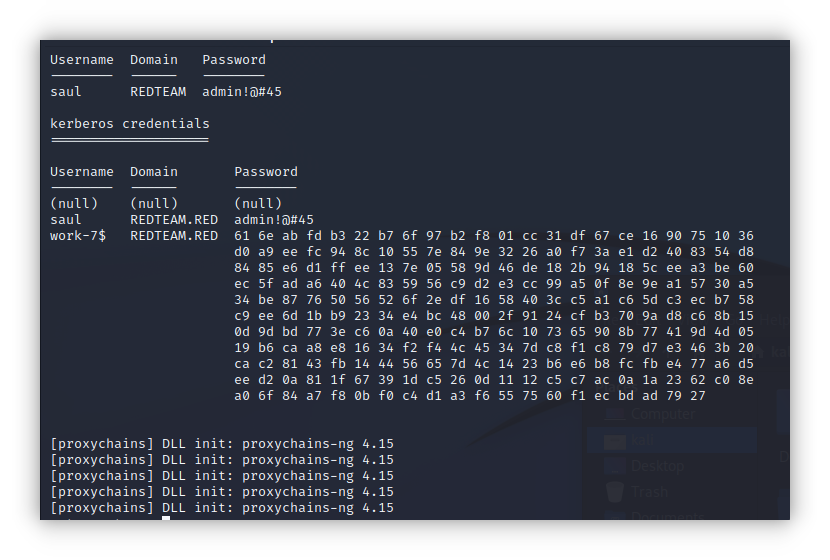 Username  Domain   Password
--------  ------   --------
saul      REDTEAM  admin!@#45
kerberos credentials
====================
Username  Domain       Password
--------  ------       --------
(null)    (null)       (null)
saul      REDTEAM.RED  admin!@#45
work-7$   REDTEAM.RED  61 6e ab fd b3 22 b7 6f 97 b2 f8 01 cc 31 df 67 ce 16 90 75 10 36
d0 a9 ee fc 94 8c 10 55 7e 84 9e 32 26 a0 f7 3a e1 d2 40 83 54 d8
84 85 e6 d1 ff ee 13 7e 05 58 9d 46 de 18 2b 94 18 5c ee a3 be 60
ec 5f ad a6 40 4c 83 59 56 c9 d2 e3 cc 99 a5 0f 8e 9e a1 57 30 a5
34 be 87 76 50 56 52 6f 2e df 16 58 40 3c c5 a1 c6 5d c3 ec b7 58
c9 ee 6d 1b b9 23 34 e4 bc 48 00 2f 91 24 cf b3 70 9a d8 c6 8b 15
0d 9d bd 77 3e c6 0a 40 e0 c4 b7 6c 10 73 65 90 8b 77 41 9d 4d 05
19 b6 ca a8 e8 16 34 f2 f4 4c 45 34 7d c8 f1 c8 79 d7 e3 46 3b 20
ca c2 81 43 fb 14 44 56 65 7d 4c 14 23 b6 e6 b8 fc fb e4 77 a6 d5
ee d2 0a 81 1f 67 39 1d c5 26 0d 11 12 c5 c7 ac 0a 1a 23 62 c0 8e
a0 6f 84 a7 f8 0b f0 c4 d1 a3 f6 55 75 60 f1 ec bd ad 79 27
[proxychains] DLL init: proxychains-ng 4.15
[proxychains] DLL init: proxychains-ng 4.15
[proxychains] DLL init: proxychains-ng 4.15
[proxychains] DLL init: proxychains-ng 4.15
[proxychains] DLL init: proxychains-ng 4.15
Computer
Desktop
Trash
Documents